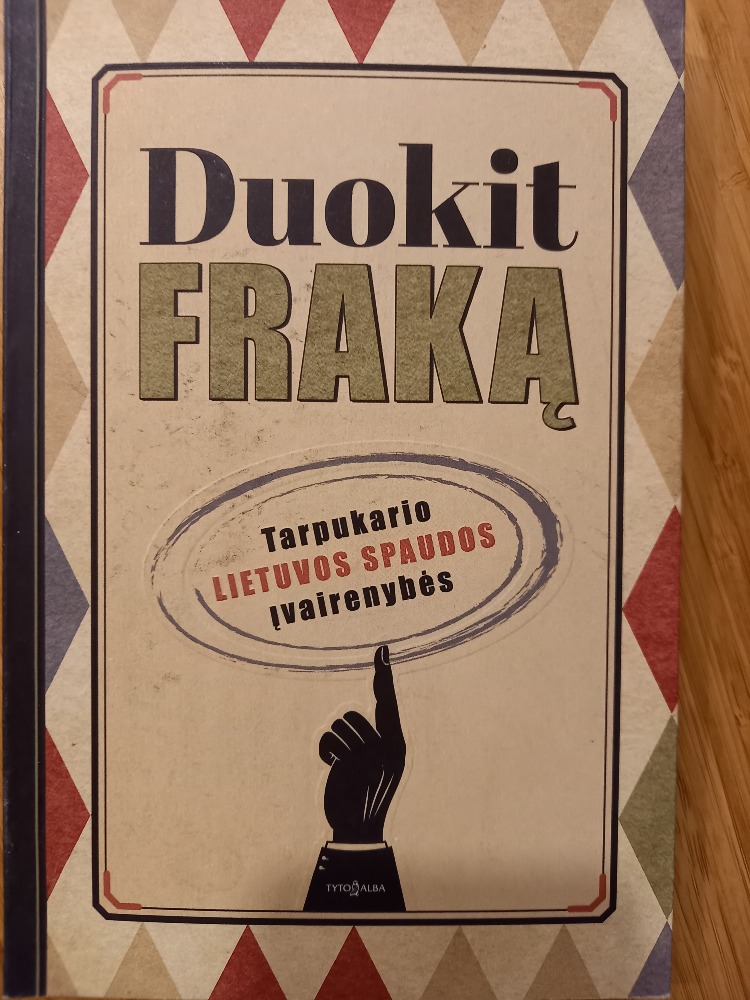 Duokit
FRAKĄ
Tarpukario
LIETUVOS SPAUDOS
Įvairenybės
TYTO ALBA